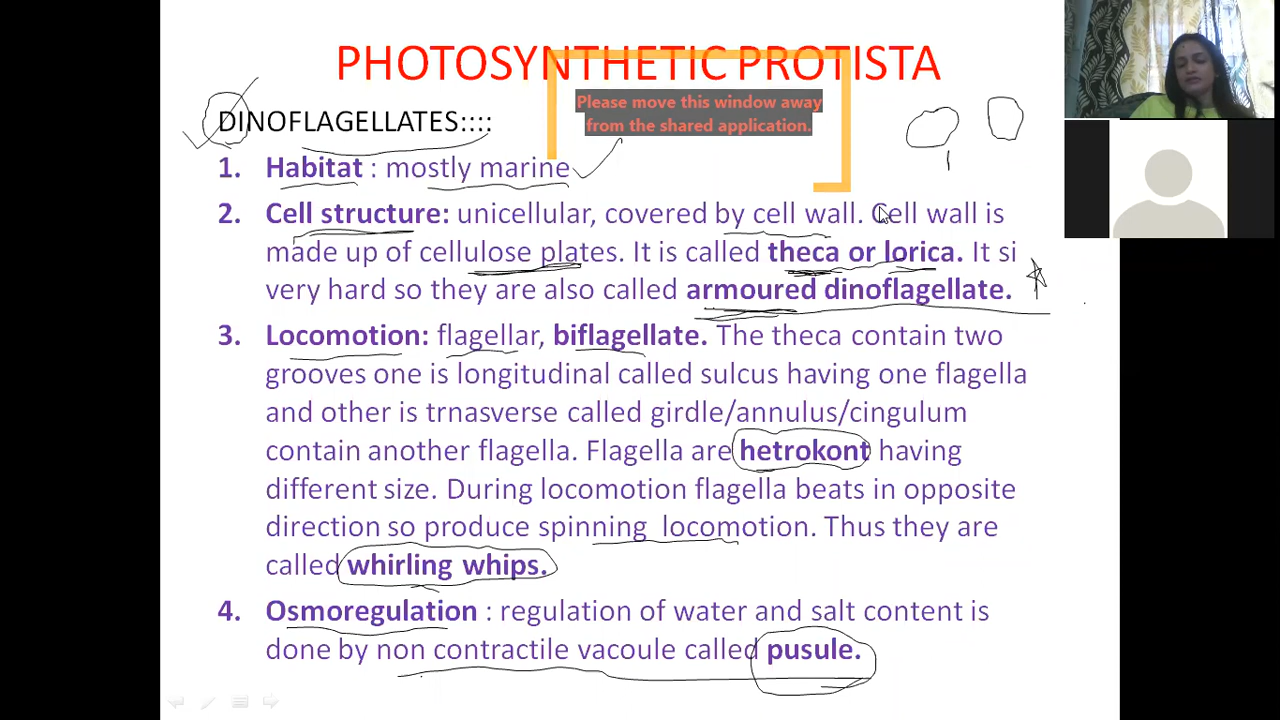 PHOTOSYNTHETIC PROTISTA
Please move this window away
from the shared application.
DINOFLAGELLATES::::
1. Habitat : mostly marine
2. Cell structure: unicellular, covered by cell wall. Cell wall is
made up of cellulose plates. It is called theca or lorica. It si
very hard so they are also called armoured dinoflagellate.
3. Locomotion: flagellar, biflagellate. The theca contain two
grooves one is longitudinal called sulcus having one flagella
and other is trnasverse called girdle/annulus/cingulum
contain another flagella. Flagella are hetrokont having
different size. During locomotion flagella beats in opposite
direction so produce spinning locomotion. Thus they are
called whirling whips.
4. Osmoregulation : regulation of water and salt content is
done by non contractile vacoule called pusule.